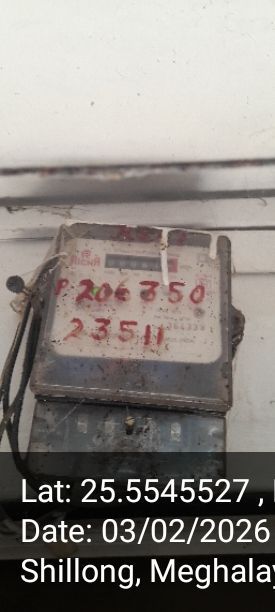 P 206350
23511
Lat: 25.5545527 ,
Date: 03/02/2026
Shillong, Meghalay